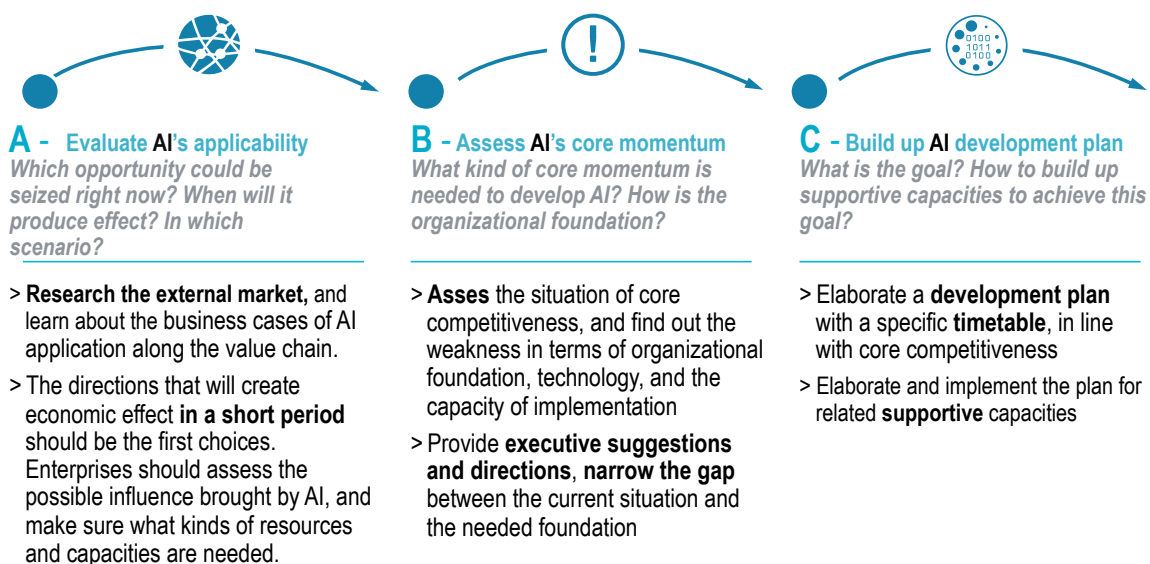 !
0100
1011
0100
A - Evaluate AI's applicability
Which opportunity could be
seized right now? When will it
produce effect? In which
scenario?
> Research the external market, and
learn about the business cases of AI
application along the value chain.
> The directions that will create
economic effect in a short period
should be the first choices.
Enterprises should assess the
possible influence brought by AI, and
make sure what kinds of resources
and capacities are needed.
B - Assess AI's core momentum
What kind of core momentum is
needed to develop AI? How is the
organizational foundation?
> Asses the situation of core
competitiveness, and find out the
weakness in terms of organizational
foundation, technology, and the
capacity of implementation
> Provide executive suggestions
and directions, narrow the gap
between the current situation and
the needed foundation
C - Build up AI development plan
What is the goal? How to build up
supportive capacities to achieve this
goal?
> Elaborate a development plan
with a specific timetable, in line
with core competitiveness
> Elaborate and implement the plan for
related supportive capacities